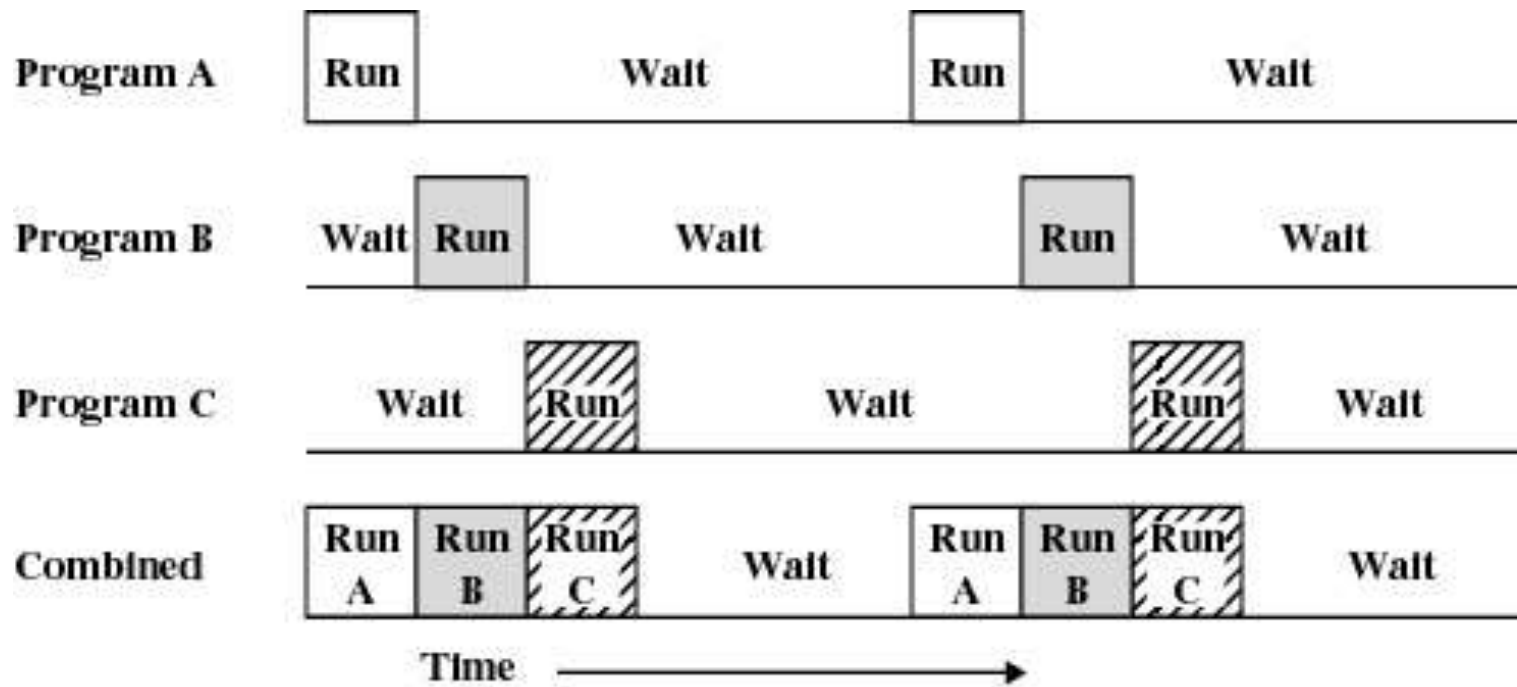 Program A Run Wait Run Wait
Program B Wait Run Wait Run Wait
Program C Wait Run Wait Run Wait
Combined Run A Run B Run C Wait Run A Run B Run C Wait
Time